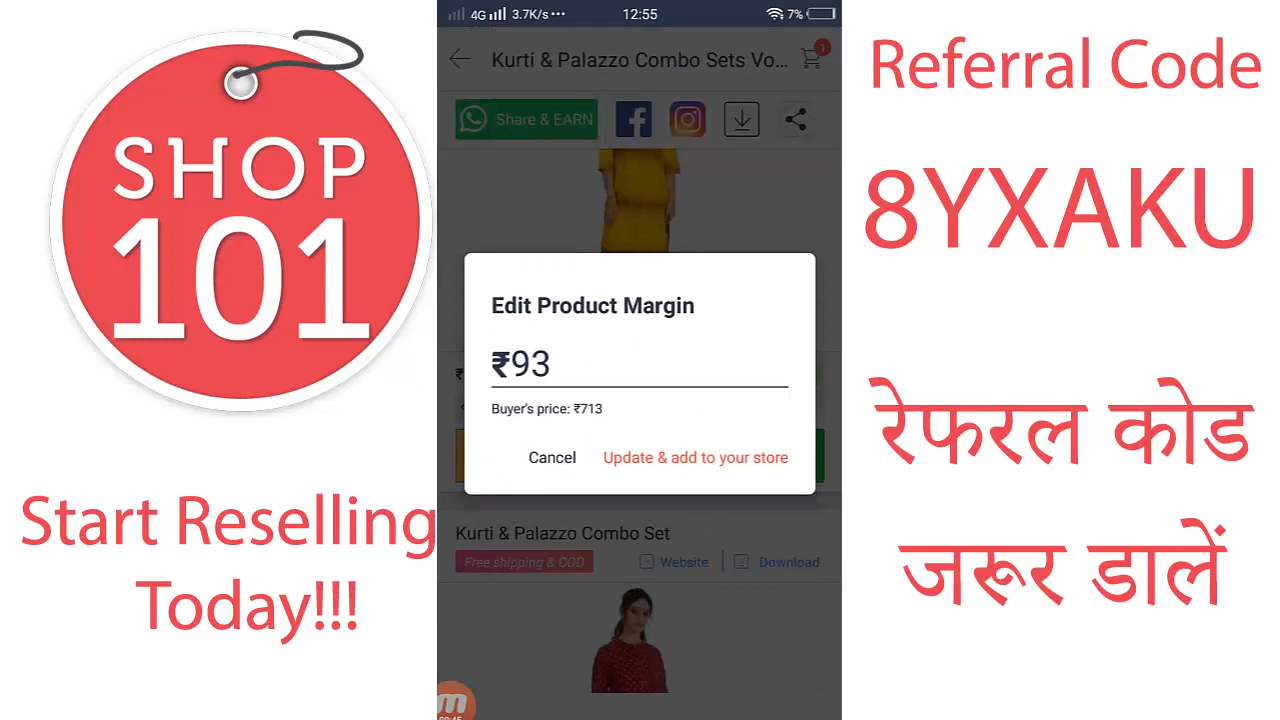 SHOP
101
Start Reselling
Today!!!
4G 3.7K/s 12:55 7%
Kurti & Palazzo Combo Sets Vo... 1
Share & EARN
Edit Product Margin
₹93
Buyer's price: ₹713
Cancel Update & add to your store
Kurti & Palazzo Combo Set
Free shipping & COD Website Download
Referral Code
8YXAKU
रेफरल कोड
जरूर डालें